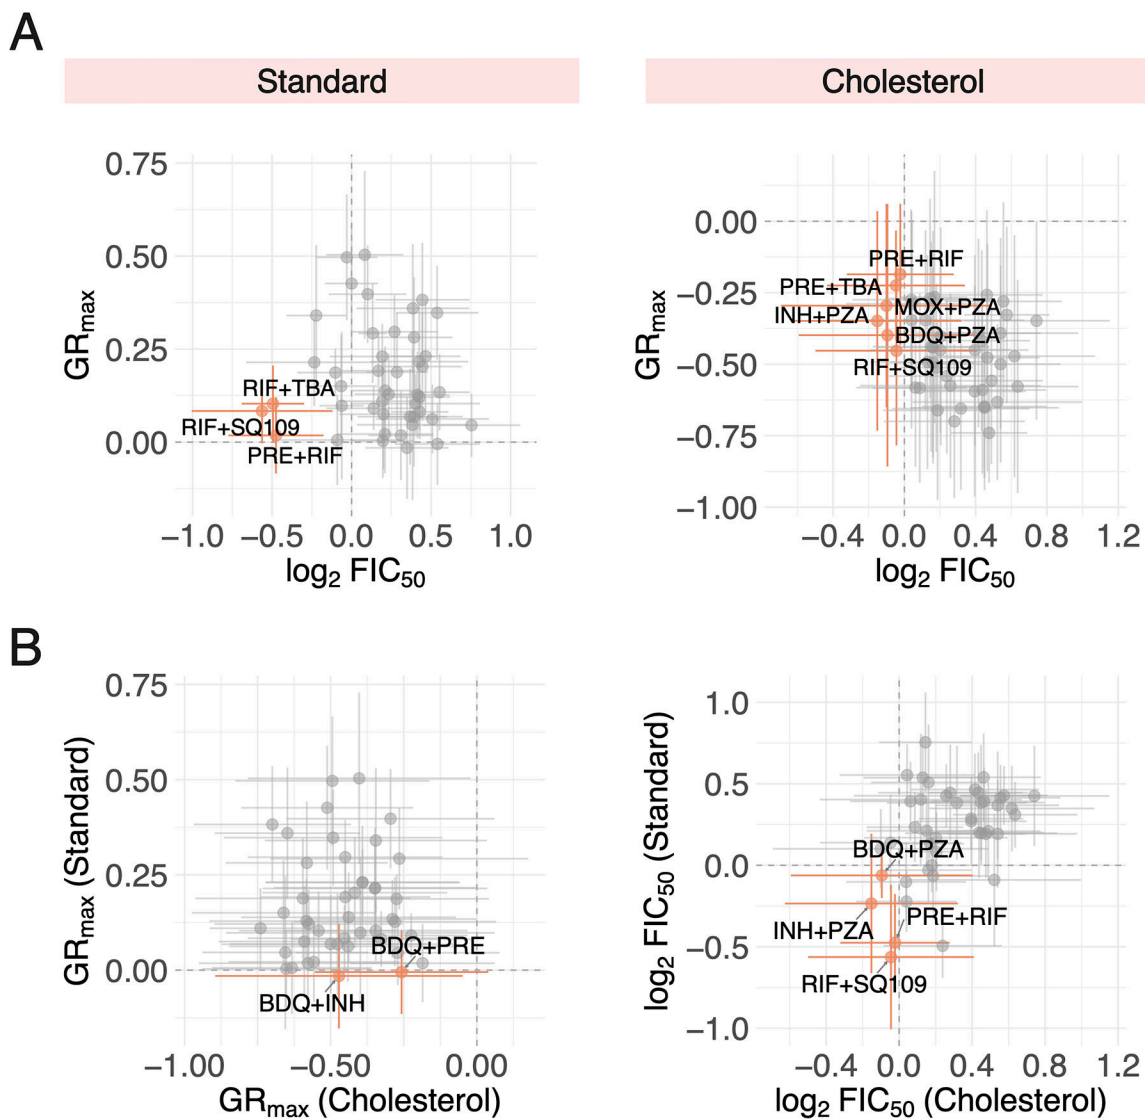 A
Standard
Cholesterol
0.75
0.50
0.25
0.00
GRmax
RIF+TBA
RIF+SQ109
PRE+RIF
−1.0 −0.5 0.0 0.5 1.0
log2 FIC50
0.00
−0.25
−0.50
−0.75
−1.00
GRmax
PRE+RIF
PRE+TBA
MOX+PZA
INH+PZA
BDQ+PZA
RIF+SQ109
−0.4 0.0 0.4 0.8 1.2
log2 FIC50
B
0.75
0.50
0.25
0.00
GRmax (Standard)
BDQ+PRE
BDQ+INH
−1.00 −0.50 0.00
GRmax (Cholesterol)
1.0
0.5
0.0
−0.5
−1.0
log2 FIC50 (Standard)
BDQ+PZA
PRE+RIF
INH+PZA
RIF+SQ109
−0.4 0.0 0.4 0.8 1.2
log2 FIC50 (Cholesterol)